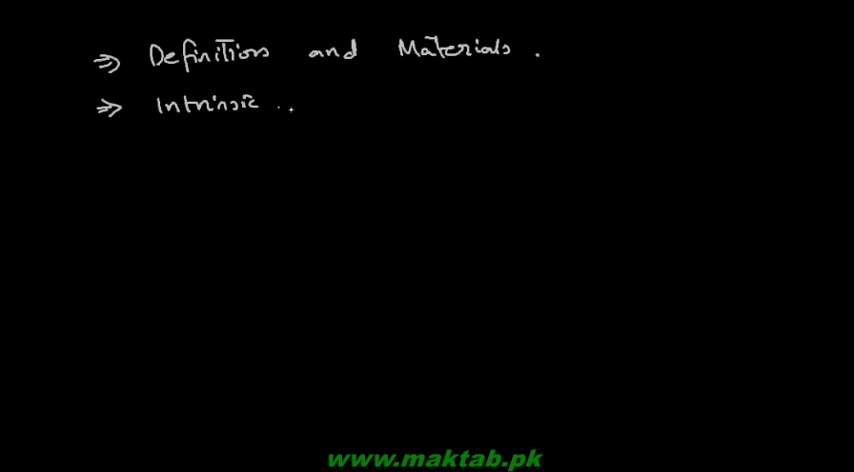 ⇒ Definitions and Materials.
⇒ Intrinsic ..
www.maktab.pk